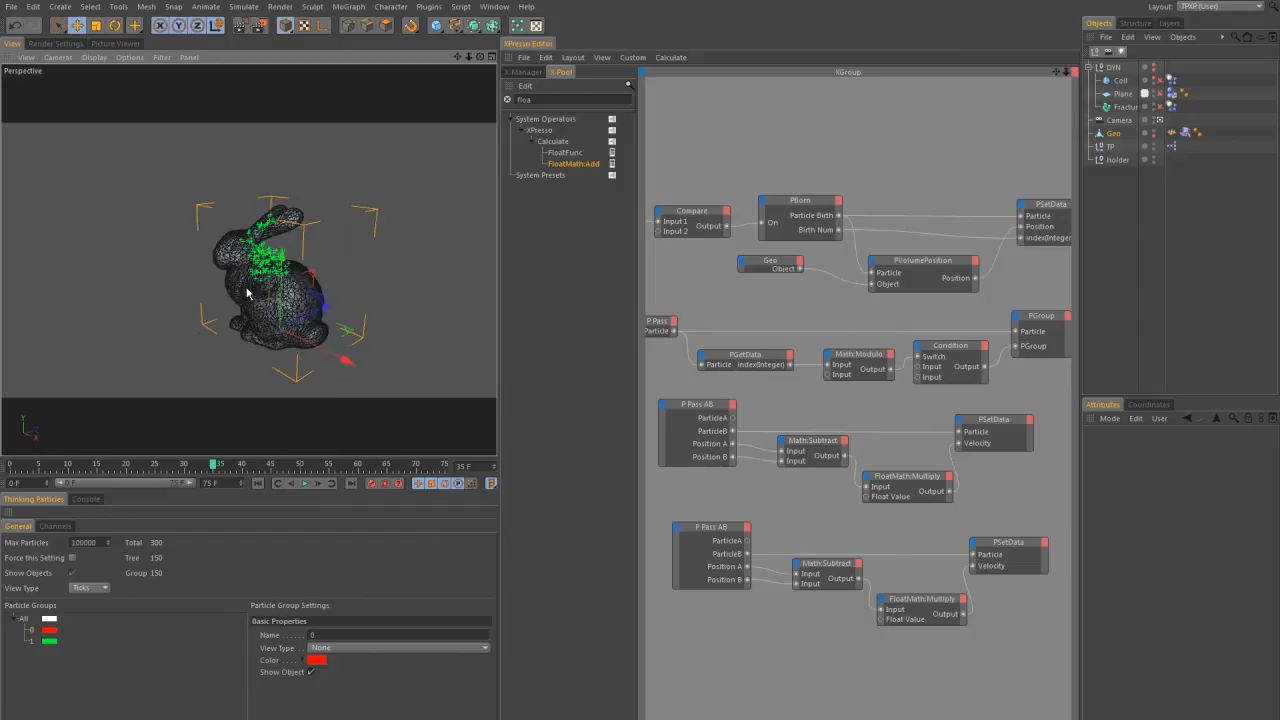 File Edit Create Select Tools Mesh Snap Animate Simulate Render Sculpt MoGraph Character Plugins Script Window Help
Layout: TPXP (User)
View Render Settings Picture Viewer
XPresso Editor
Objects Structure Layers
View Cameras Display Options Filter Panel
File Edit Layout View Custom Calculate
File Edit View Objects
Perspective
X-Manager X-Pool
XGroup
Edit
floa
System Operators
XPresso
Calculate
FloatFunc
FloatMath:Add
System Presets
DYN
Coll
Plane
Fractur
Camera
Geo
TP
holder
Compare
Input 1 Output
Input 2
PBorn
On Particle Birth
Birth Num
PSetData
Particle
Position
index(Integer)
Geo
Object
PVolumePosition
Particle Position
Object
P Pass
Particle
PGroup
Particle
PGroup
PGetData
Particle index(Integer)
Math:Modulo
Input Output
Input
Condition
Switch
Input Output
Input
P Pass AB
ParticleA
ParticleB
Position A
Position B
Math:Subtract
Input Output
Input
FloatMath:Multiply
Input Output
Float Value
PSetData
Particle
Velocity
P Pass AB
ParticleA
ParticleB
Position A
Position B
Math:Subtract
Input Output
Input
FloatMath:Multiply
Input Output
Float Value
PSetData
Particle
Velocity
Attributes Coordinates
Mode Edit User
Y
Z
X
0 5 10 15 20 25 30 35 40 45 50 55 60 65 70 75 35 F
0 F 0 F 75 F 75 F
Thinking Particles Console
General Channels
Max Particles 100000 Total 300
Force this Setting Tree 150
Show Objects Group 150
View Type Ticks
Particle Groups
All
0
1
Particle Group Settings
Basic Properties
Name 0
View Type None
Color
Show Object